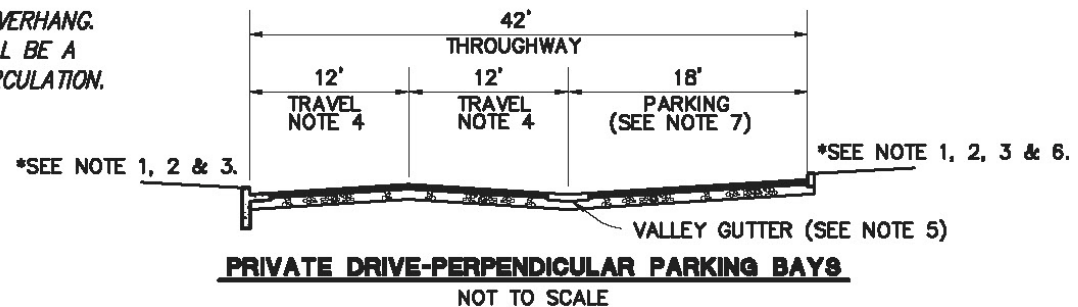 VERHANG.
L BE A
RCULATION,
42'
THROUGHWAY
12' 12' 18'
TRAVEL TRAVEL PARKING
NOTE 4 NOTE 4 (SEE NOTE 7)
*SEE NOTE 1, 2 & 3.
*SEE NOTE 1, 2, 3 & 6.
VALLEY GUTTER (SEE NOTE 5)
PRIVATE DRIVE-PERPENDICULAR PARKING BAYS
NOT TO SCALE